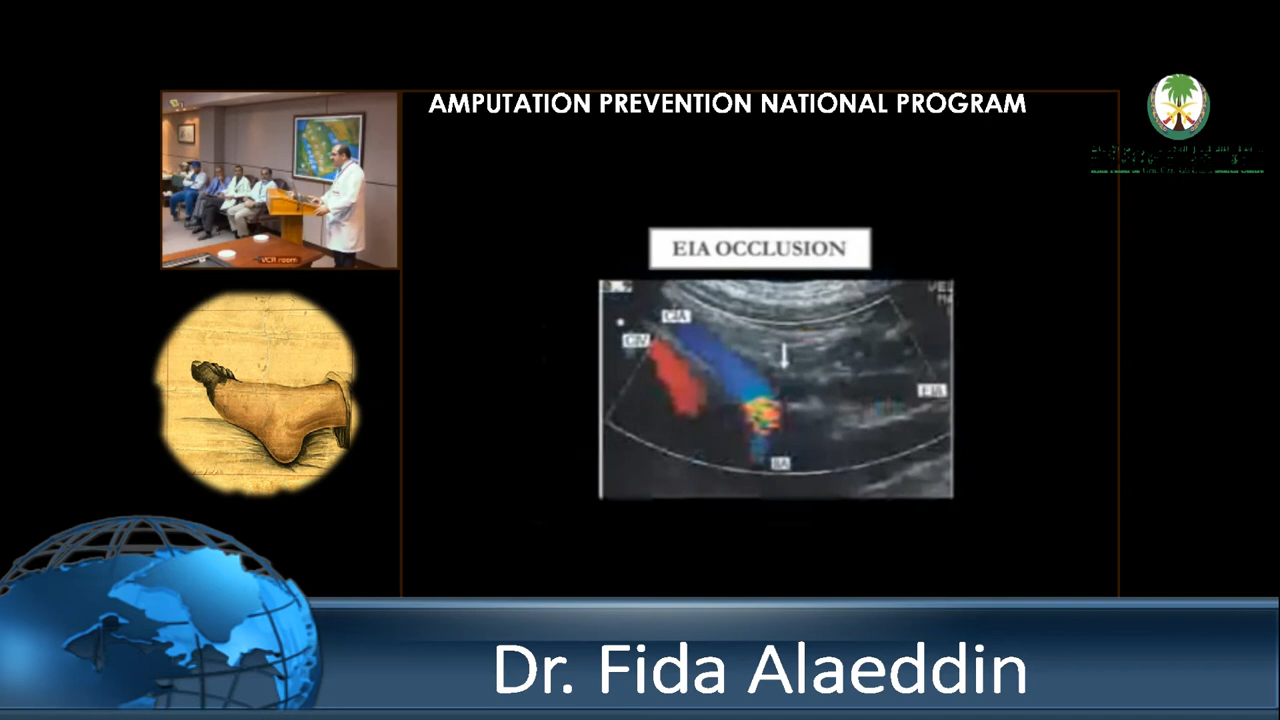 AMPUTATION PREVENTION NATIONAL PROGRAM
VCR room
EIA OCCLUSION
CIA
CIV
EIA
IIA
Dr. Fida Alaeddin